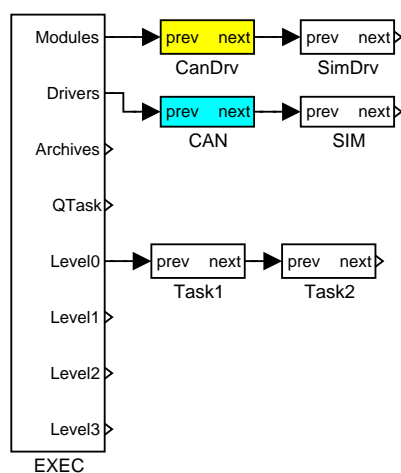 Modules
prev next
prev next
CanDrv
SimDrv
Drivers
prev next
prev next
CAN
SIM
Archives
QTask
Level0
prev next
prev next
Task1
Task2
Level1
Level2
Level3
EXEC